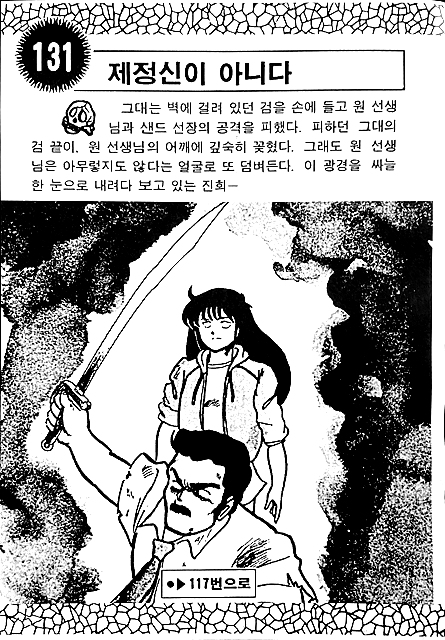 131
제정신이 아니다
그대는 벽에 걸려 있던 검을 손에 들고 원 선생
님과 샌드 선장의 공격을 피했다. 피하던 그대의
검 끝이, 원 선생님의 어깨에 깊숙히 꽂혔다. 그래도 원 선생
님은 아무렇지도 않다는 얼굴로 또 덤벼든다. 이 광경을 싸늘
한 눈으로 내려다 보고 있는 진희―
●▶117번으로